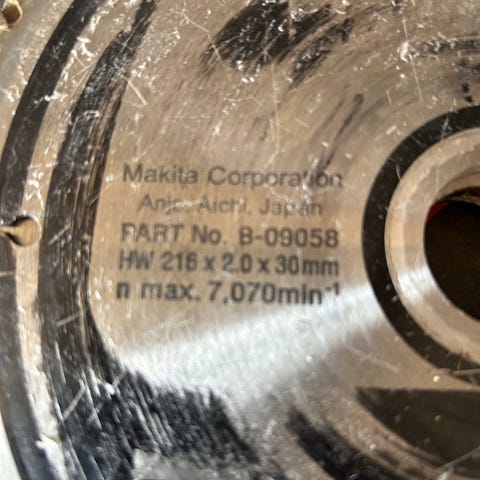 Makita Corporation
Anjo, Aichi, Japan
PART No. B-09058
HW 216 x 2.0 x 30mm
n max. 7,070min⁻¹